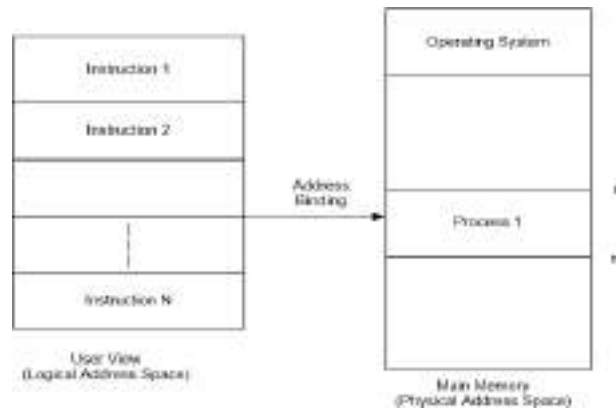 Instruction 1
Instruction 2
Instruction N
User View
(Logical Address Space)
Address
Binding
Operating System
Process 1
Main Memory
(Physical Address Space)